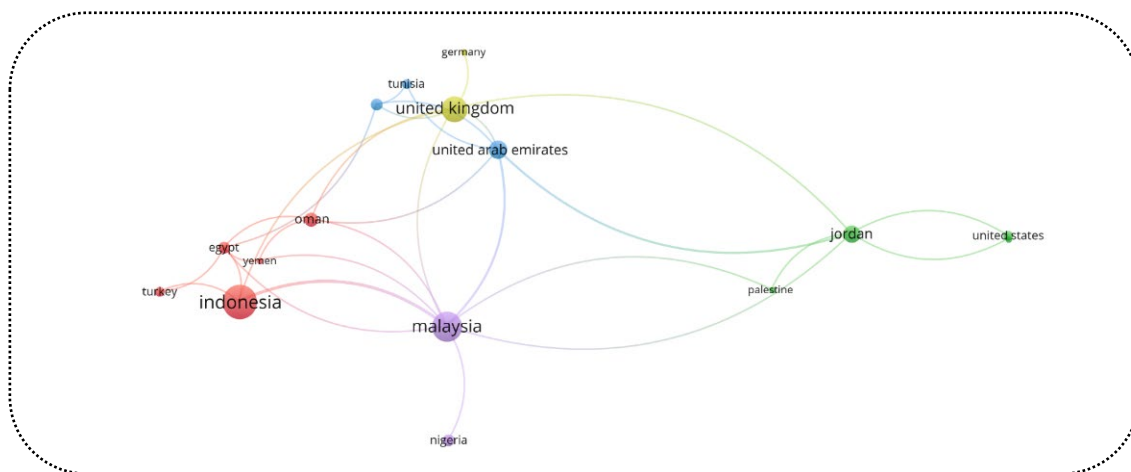 germany
tunisia
united kingdom
united arab emirates
oman
jordan
united states
egypt
yemen
turkey
palestine
indonesia
malaysia
nigeria